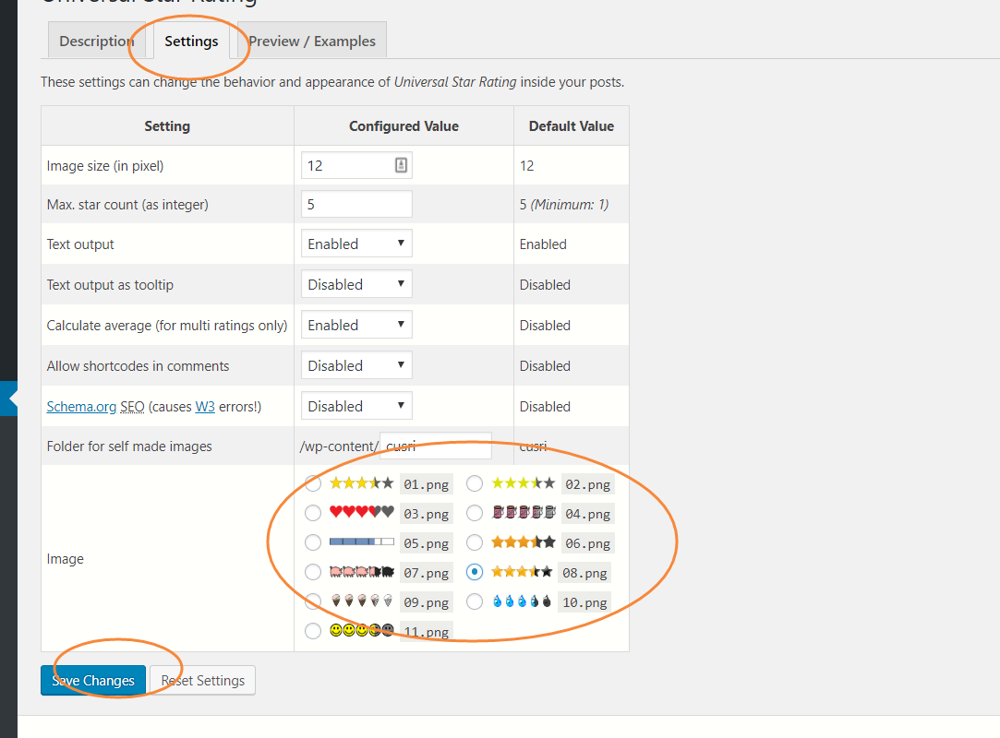 Universal Star Rating
Description Settings Preview / Examples
These settings can change the behavior and appearance of Universal Star Rating inside your posts.
Setting Configured Value Default Value
Image size (in pixel) 12 12
Max. star count (as integer) 5 5 (Minimum: 1)
Text output Enabled Enabled
Text output as tooltip Disabled Disabled
Calculate average (for multi ratings only) Enabled Disabled
Allow shortcodes in comments Disabled Disabled
Schema.org SEO (causes W3 errors!) Disabled Disabled
Folder for self made images /wp-content/ cusri cusri
01.png 02.png
03.png 04.png
05.png 06.png
Image
07.png 08.png
09.png 10.png
11.png
Save Changes Reset Settings